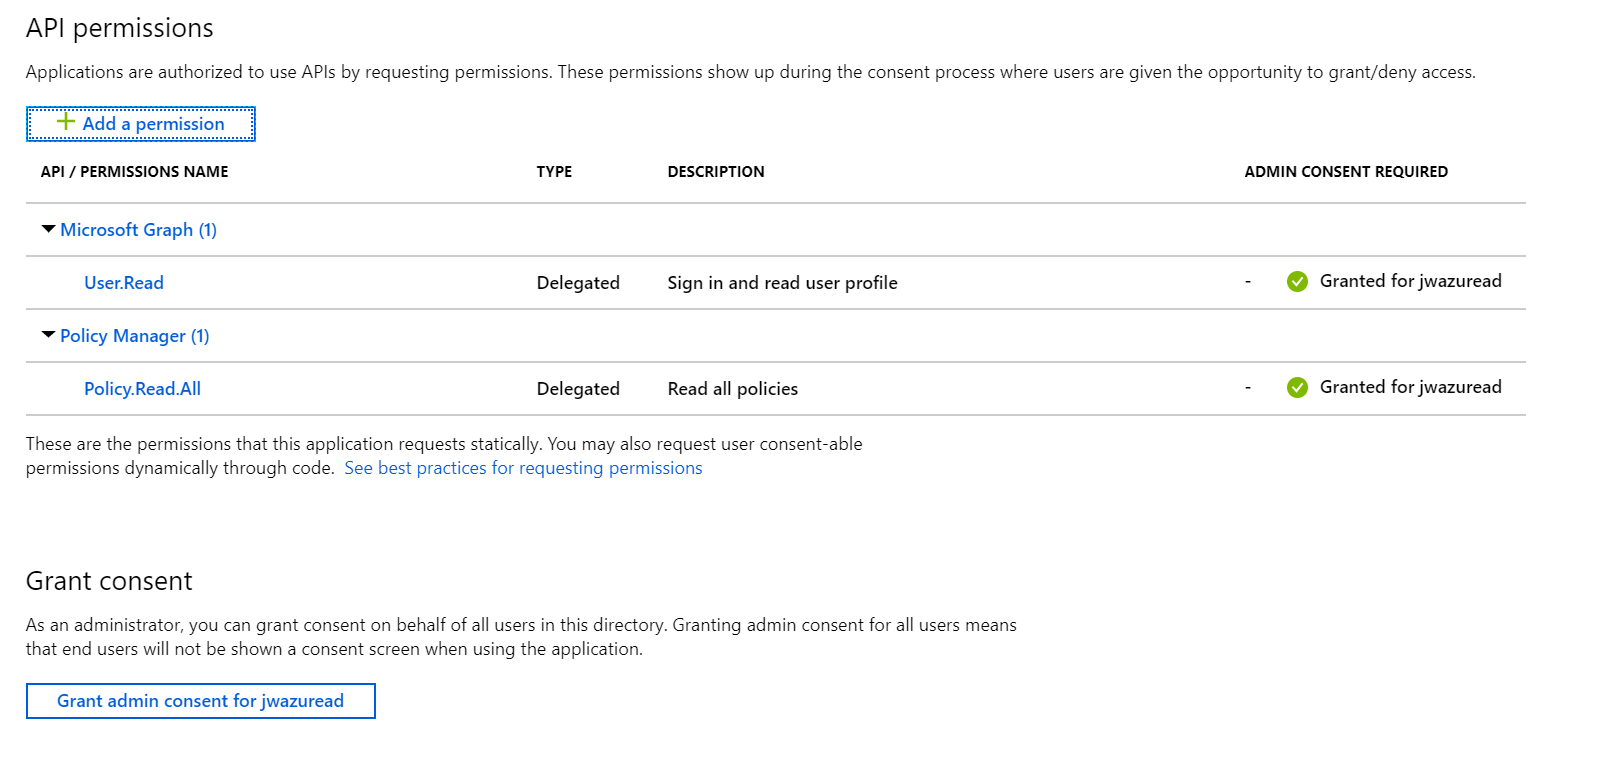 API permissions
Applications are authorized to use APIs by requesting permissions. These permissions show up during the consent process where users are given the opportunity to grant/deny access.
Add a permission
API / PERMISSIONS NAME TYPE DESCRIPTION ADMIN CONSENT REQUIRED
Microsoft Graph (1)
User.Read Delegated Sign in and read user profile - Granted for jwazuread
Policy Manager (1)
Policy.Read.All Delegated Read all policies - Granted for jwazuread
These are the permissions that this application requests statically. You may also request user consent-able
permissions dynamically through code. See best practices for requesting permissions
Grant consent
As an administrator, you can grant consent on behalf of all users in this directory. Granting admin consent for all users means
that end users will not be shown a consent screen when using the application.
Grant admin consent for jwazuread